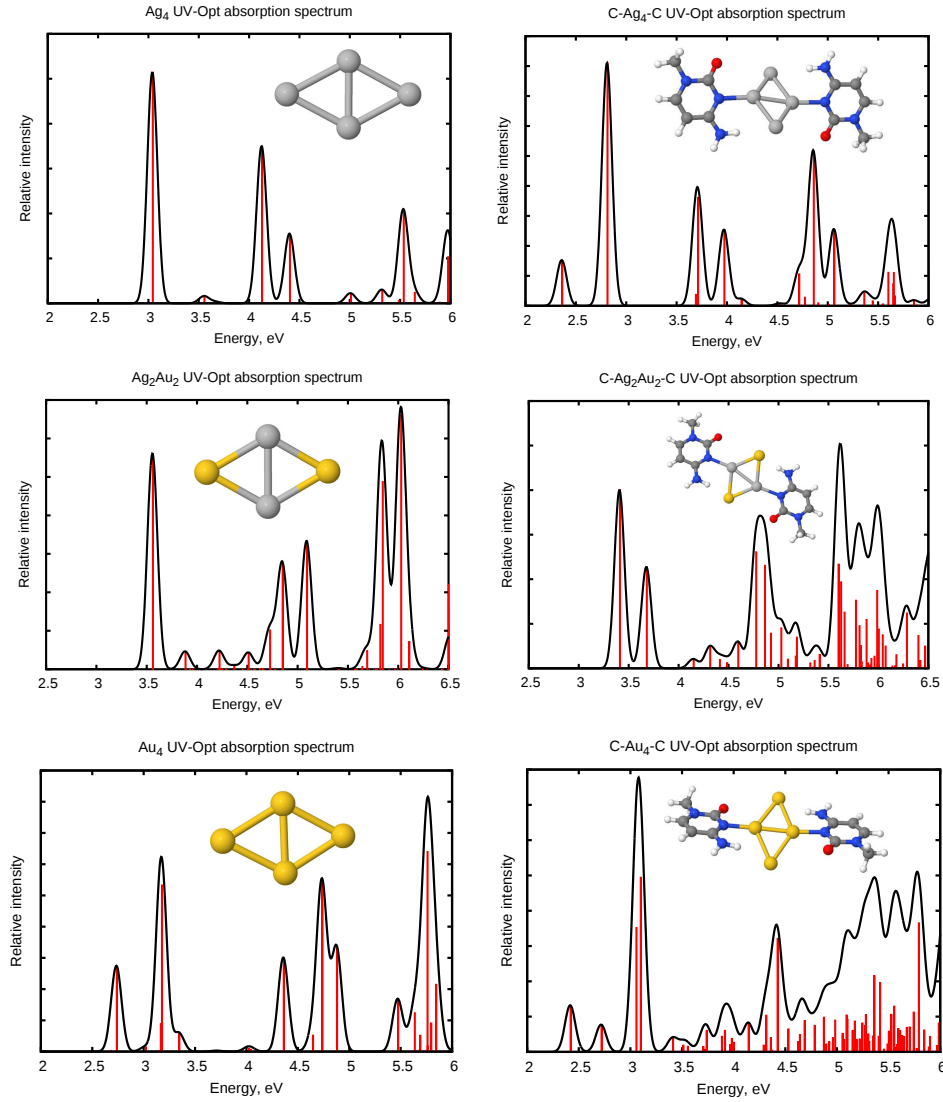 Ag4 UV-Opt absorption spectrum
Relative intensity
2 2.5 3 3.5 4 4.5 5 5.5 6
Energy, eV
C-Ag4-C UV-Opt absorption spectrum
Relative intensity
2 2.5 3 3.5 4 4.5 5 5.5 6
Energy, eV
Ag2Au2 UV-Opt absorption spectrum
Relative intensity
2.5 3 3.5 4 4.5 5 5.5 6 6.5
Energy, eV
C-Ag2Au2-C UV-Opt absorption spectrum
Relative intensity
2.5 3 3.5 4 4.5 5 5.5 6 6.5
Energy, eV
Au4 UV-Opt absorption spectrum
Relative intensity
2 2.5 3 3.5 4 4.5 5 5.5 6
Energy, eV
C-Au4-C UV-Opt absorption spectrum
Relative intensity
2 2.5 3 3.5 4 4.5 5 5.5 6
Energy, eV